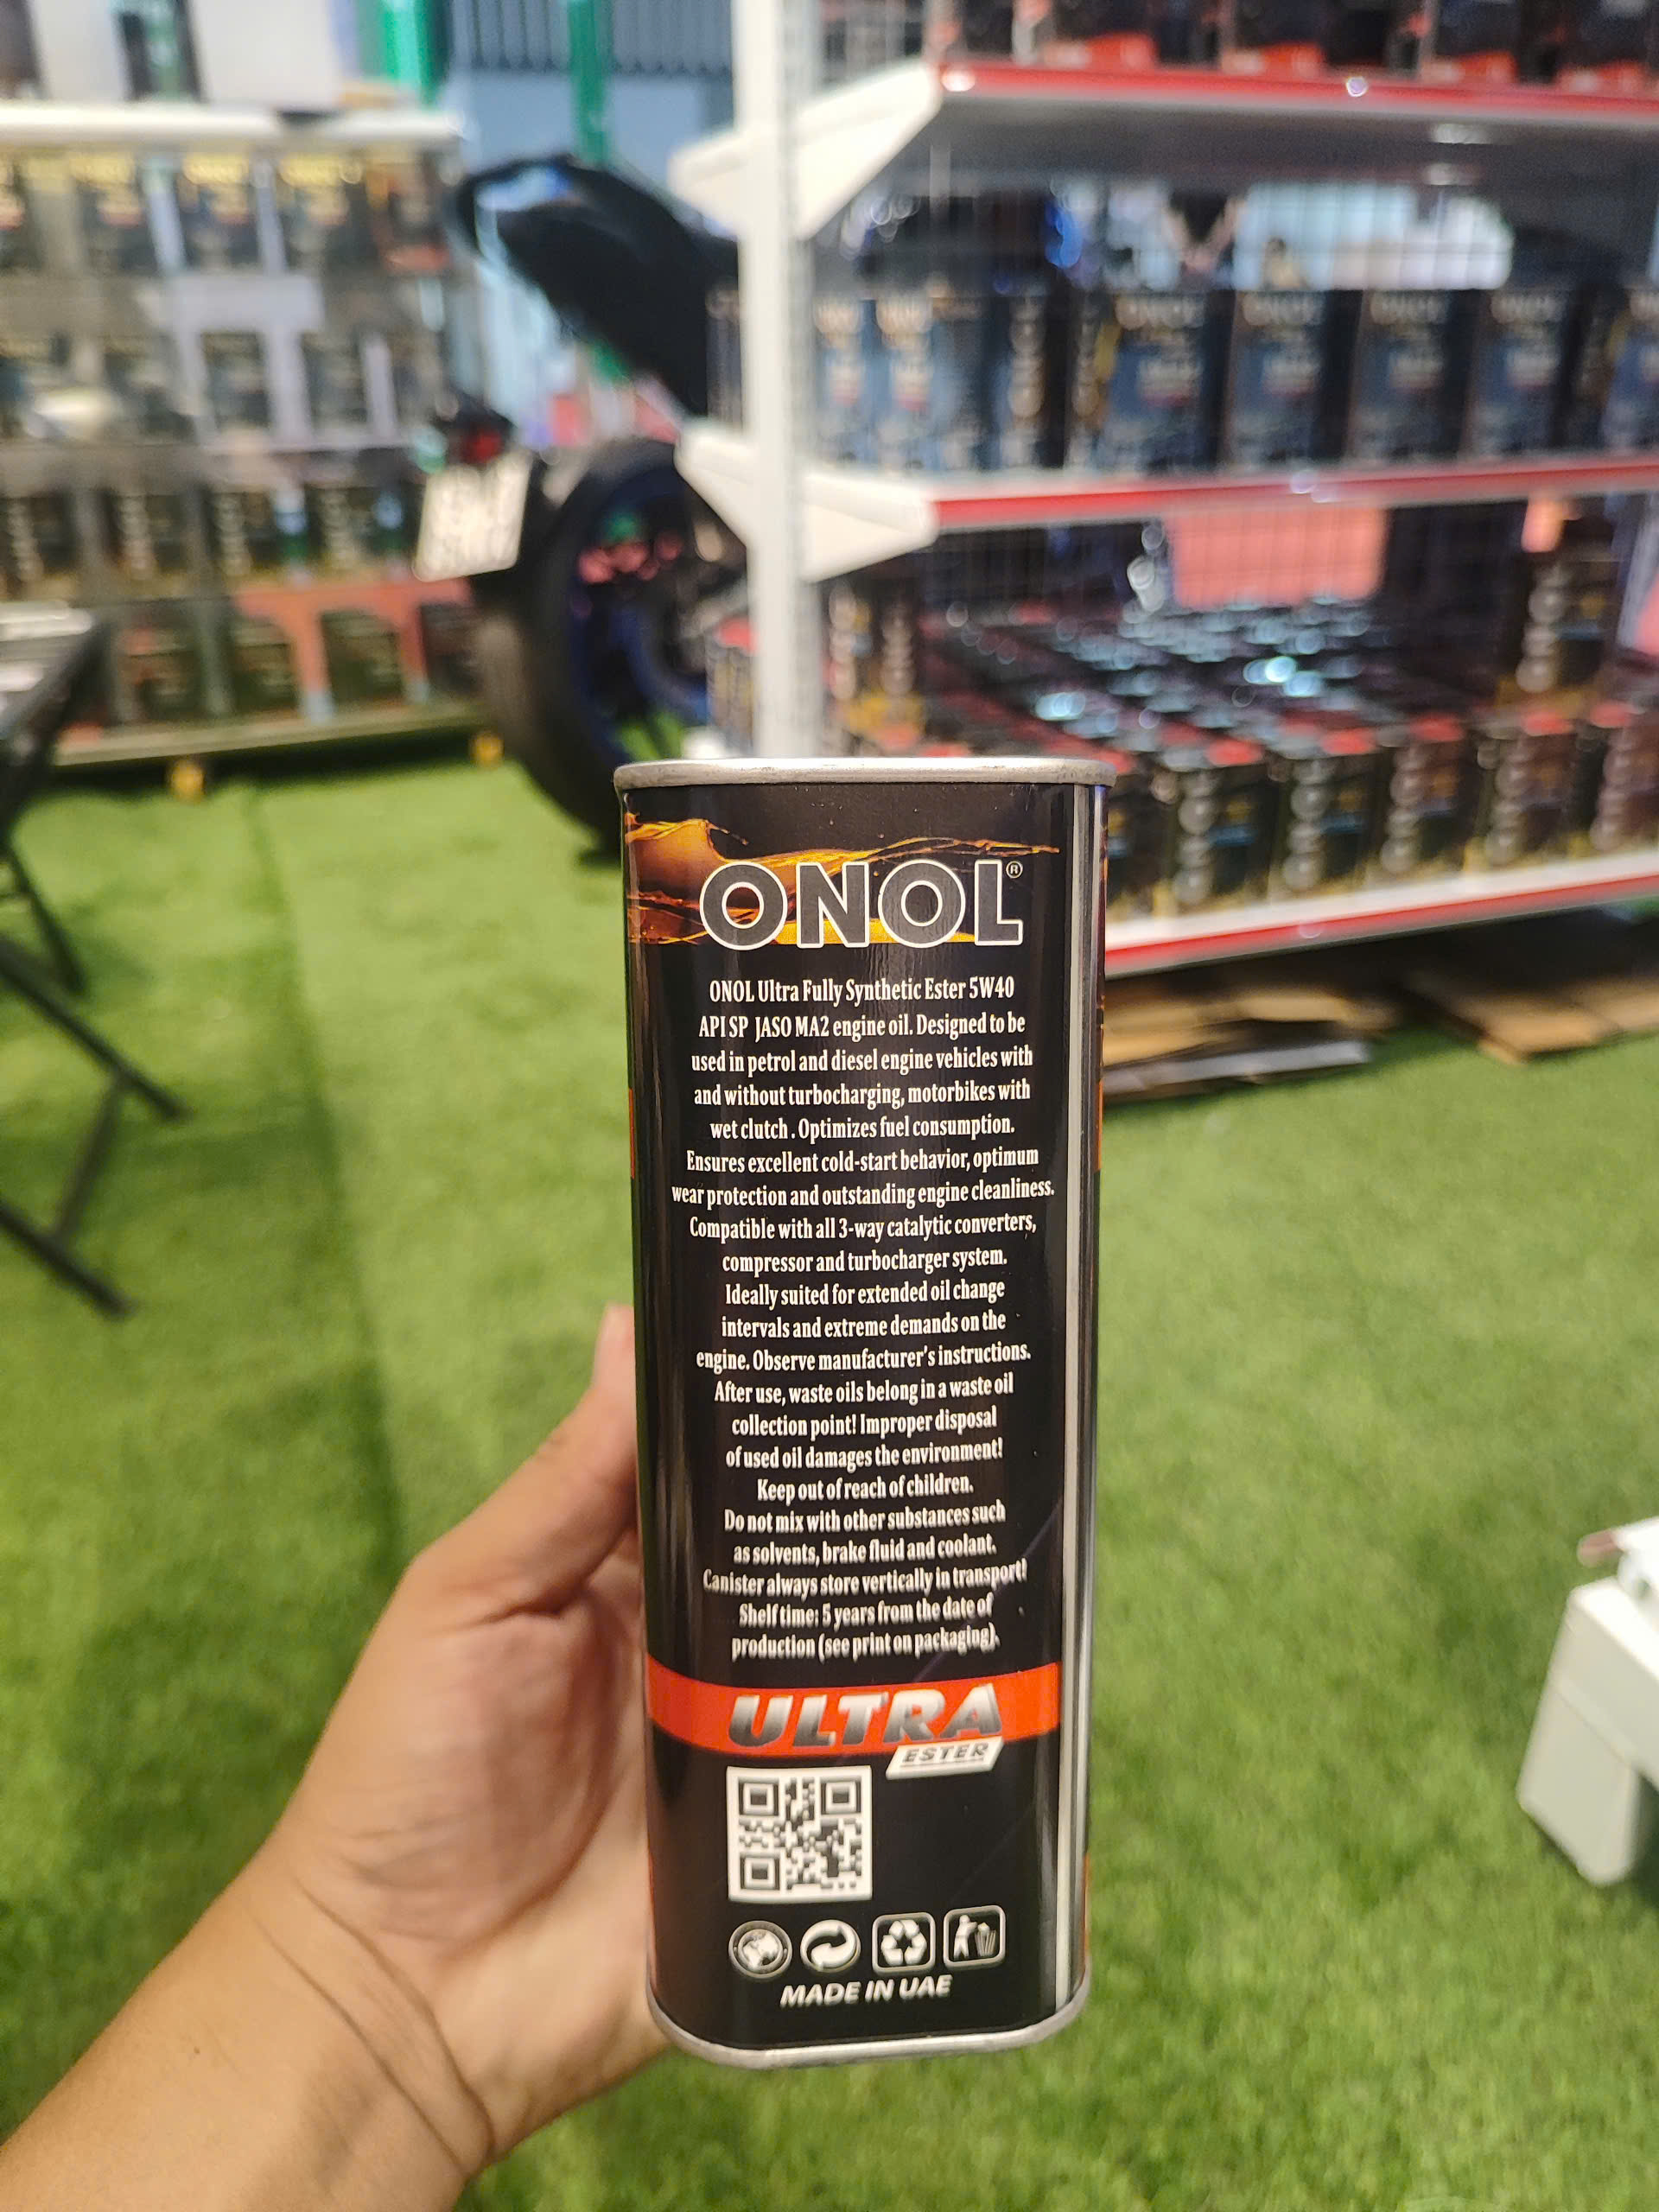 ONOL
ONOL®
ONOL Ultra Fully Synthetic Ester 5W40
API SP JASO MA2 engine oil. Designed to be
used in petrol and diesel engine vehicles with
and without turbocharging, motorbikes with
wet clutch . Optimizes fuel consumption.
Ensures excellent cold-start behavior, optimum
wear protection and outstanding engine cleanliness.
Compatible with all 3-way catalytic converters,
compressor and turbocharger system.
Ideally suited for extended oil change
intervals and extreme demands on the
engine. Observe manufacturer's instructions.
After use, waste oils belong in a waste oil
collection point! Improper disposal
of used oil damages the environment!
Keep out of reach of children.
Do not mix with other substances such
as solvents, brake fluid and coolant.
Canister always store vertically in transport!
Shelf time: 5 years from the date of
production (see print on packaging).
ULTRA
ESTER
MADE IN UAE